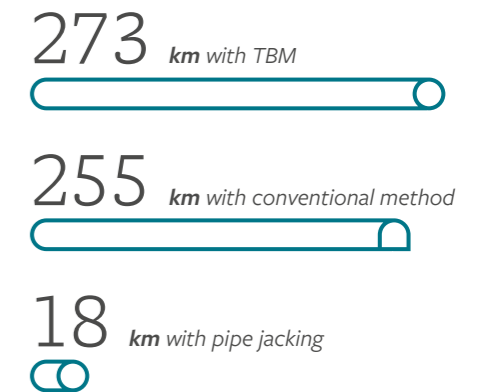 273 km with TBM
255 km with conventional method
18 km with pipe jacking